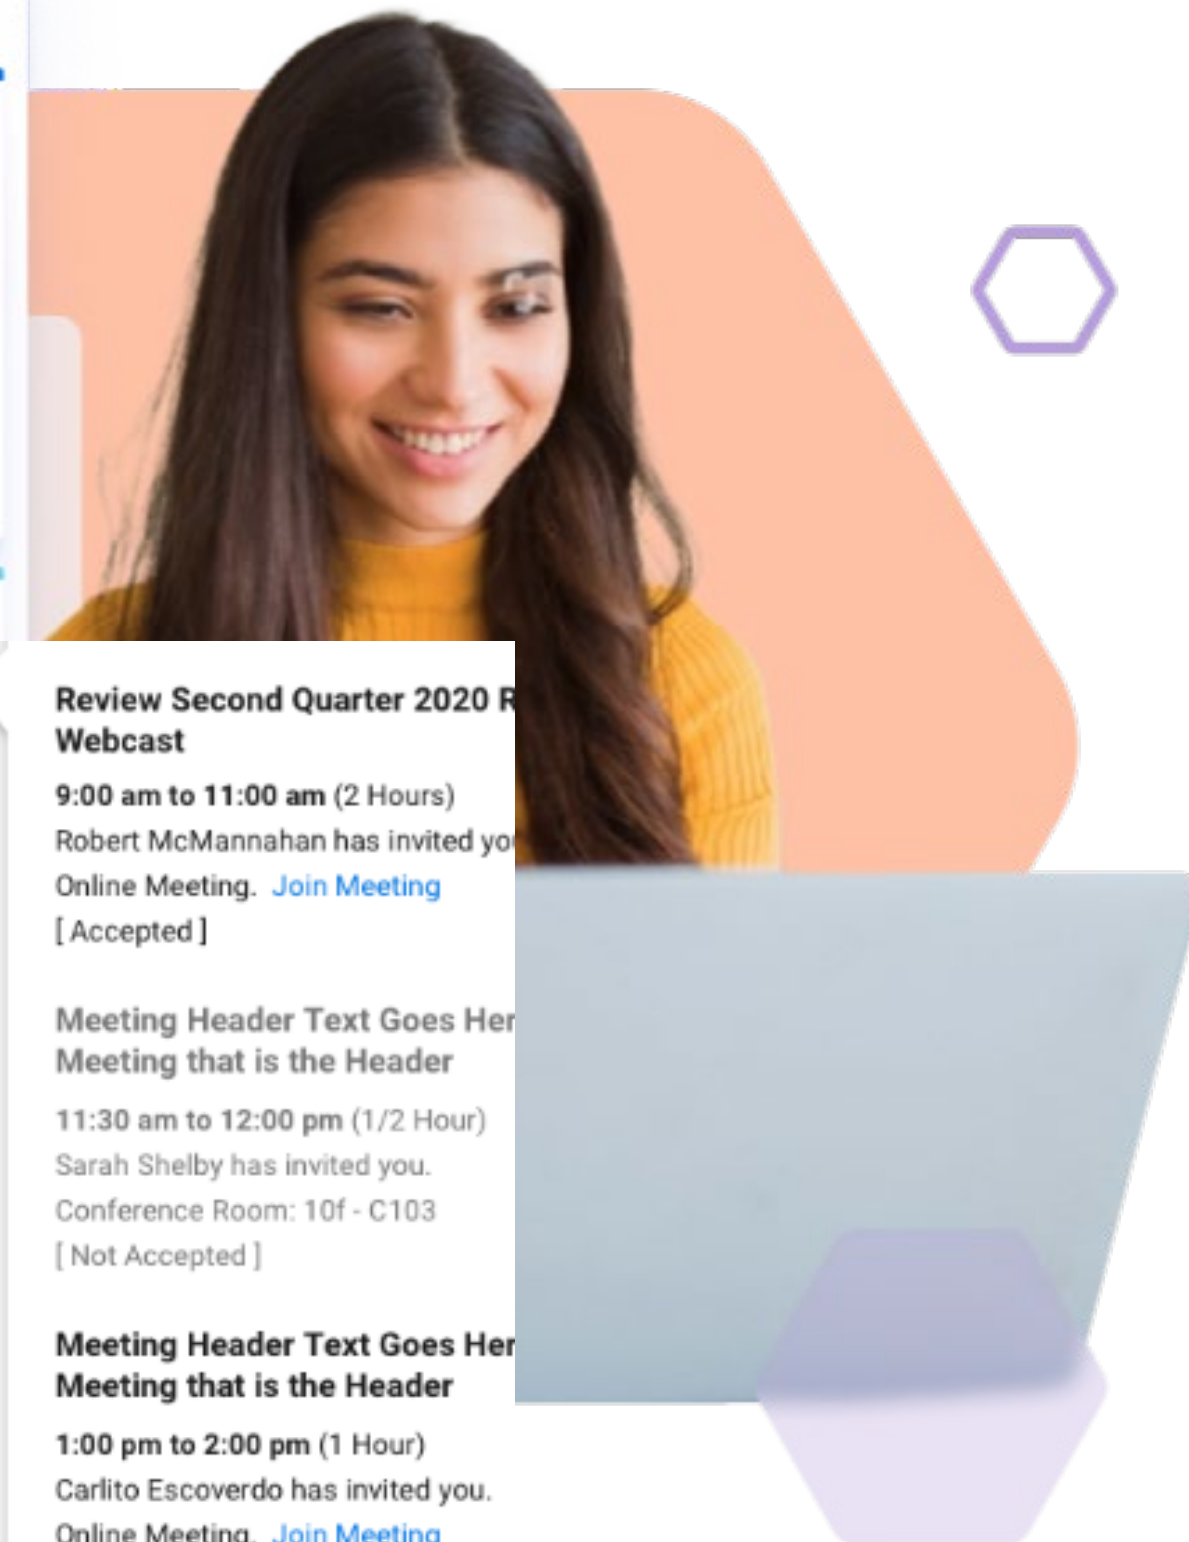 Review Second Quarter 2020 R
Webcast
9:00 am to 11:00 am (2 Hours)
Robert McMannahan has invited you
Online Meeting. Join Meeting
[ Accepted ]
Meeting Header Text Goes Her
Meeting that is the Header
11:30 am to 12:00 pm (1/2 Hour)
Sarah Shelby has invited you.
Conference Room: 10f - C103
[ Not Accepted ]
Meeting Header Text Goes Her
Meeting that is the Header
1:00 pm to 2:00 pm (1 Hour)
Carlito Escoverdo has invited you.
Online Meeting. Join Meeting